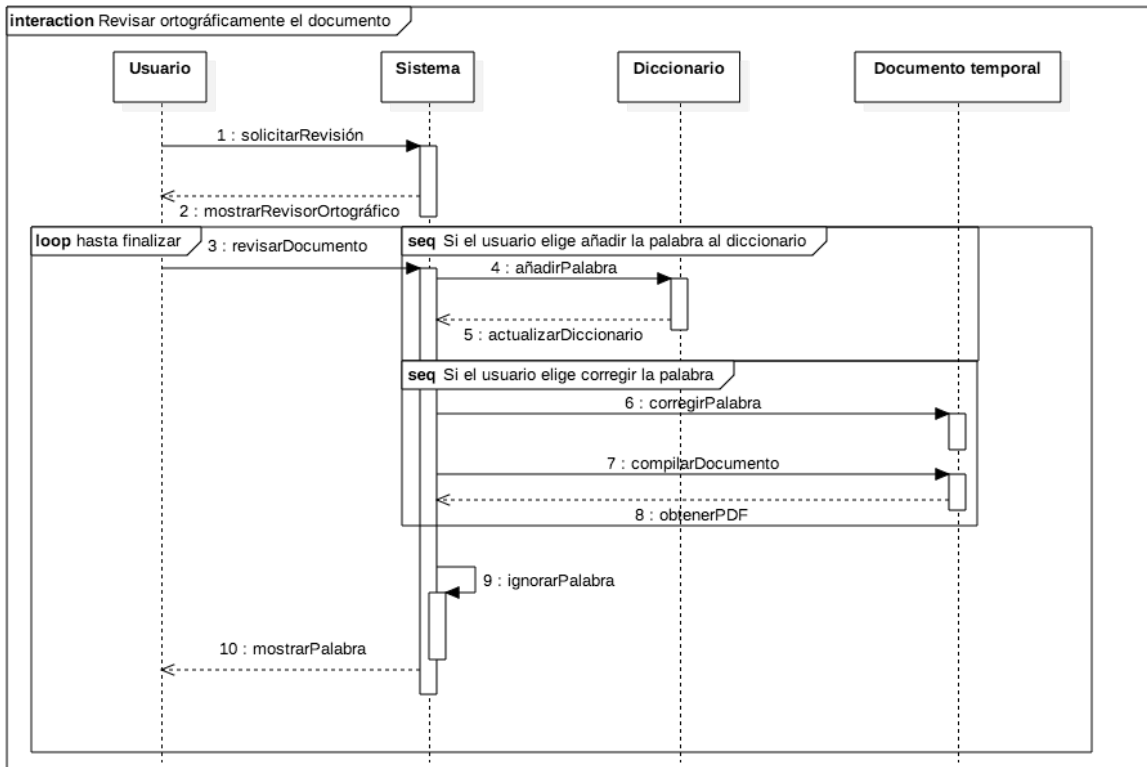 interaction Revisar ortográficamente el documento
Usuario
Sistema
Diccionario
Documento temporal
1 : solicitarRevisión
2 : mostrarRevisorOrtográfico
loop hasta finalizar
3 : revisarDocumento
seq Si el usuario elige añadir la palabra al diccionario
4 : añadirPalabra
5 : actualizarDiccionario
seq Si el usuario elige corregir la palabra
6 : corregirPalabra
7 : compilarDocumento
8 : obtenerPDF
9 : ignorarPalabra
10 : mostrarPalabra